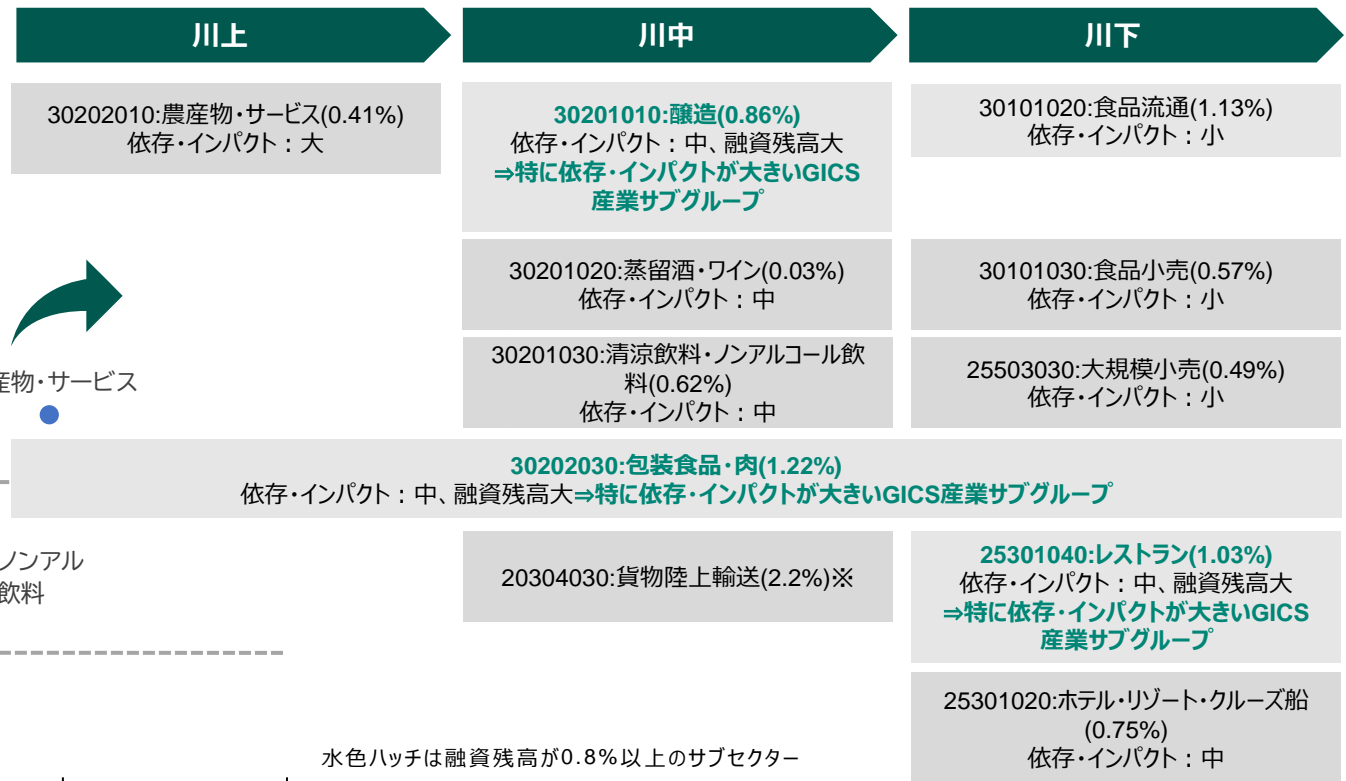 川上
川中
川下
30202010:農産物・サービス(0.41%)
依存・インパクト：大
30201010:醸造(0.86%)
依存・インパクト：中、融資残高大
⇒特に依存・インパクトが大きいGICS
産業サブグループ
30101020:食品流通(1.13%)
依存・インパクト：小
30201020:蒸留酒・ワイン(0.03%)
依存・インパクト：中
30101030:食品小売(0.57%)
依存・インパクト：小
30201030:清涼飲料・ノンアルコール飲
料(0.62%)
依存・インパクト：中
25503030:大規模小売(0.49%)
依存・インパクト：小
産物・サービス
30202030:包装食品・肉(1.22%)
依存・インパクト：中、融資残高大⇒特に依存・インパクトが大きいGICS産業サブグループ
ノンアル
飲料
20304030:貨物陸上輸送(2.2%)※
25301040:レストラン(1.03%)
依存・インパクト：中、融資残高大
⇒特に依存・インパクトが大きいGICS
産業サブグループ
25301020:ホテル・リゾート・クルーズ船
(0.75%)
依存・インパクト：中
水色ハッチは融資残高が0.8%以上のサブセクター